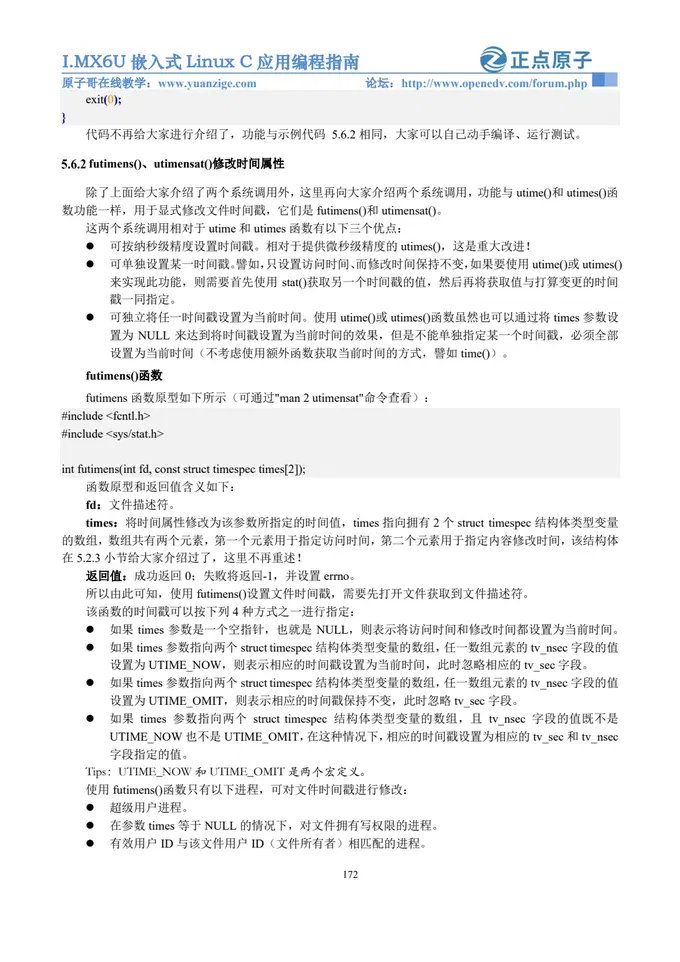 I.MX6U 嵌入式 Linux C 应用编程指南
正点原子
原子哥在线教学：www.yuanzige.com 论坛：http://www.openedv.com/forum.php
exit(0);
}
代码不再给大家进行介绍了，功能与示例代码 5.6.2 相同，大家可以自己动手编译、运行测试。
5.6.2 futimens()、utimensat()修改时间属性
除了上面给大家介绍了两个系统调用外，这里再向大家介绍两个系统调用，功能与 utime()和 utimes()函
数功能一样，用于显式修改文件时间戳，它们是 futimens()和 utimensat()。
这两个系统调用相对于 utime 和 utimes 函数有以下三个优点：
● 可按纳秒级精度设置时间戳。相对于提供微秒级精度的 utimes()，这是重大改进！
● 可单独设置某一时间戳。譬如，只设置访问时间、而修改时间保持不变，如果要使用 utime()或 utimes()
来实现此功能，则需要首先使用 stat()获取另一个时间戳的值，然后再将获取值与打算变更的时间
戳一同指定。
● 可独立将任一时间戳设置为当前时间。使用 utime()或 utimes()函数虽然也可以通过将 times 参数设
置为 NULL 来达到将时间戳设置为当前时间的效果，但是不能单独指定某一个时间戳，必须全部
设置为当前时间（不考虑使用额外函数获取当前时间的方式，譬如 time()）。
futimens()函数
futimens 函数原型如下所示（可通过"man 2 utimensat"命令查看）：
#include <fcntl.h>
#include <sys/stat.h>
int futimens(int fd, const struct timespec times[2]);
函数原型和返回值含义如下：
fd：文件描述符。
times：将时间属性修改为该参数所指定的时间值，times 指向拥有 2 个 struct timespec 结构体类型变量
的数组，数组共有两个元素，第一个元素用于指定访问时间，第二个元素用于指定内容修改时间，该结构体
在 5.2.3 小节给大家介绍过了，这里不再重述！
返回值：成功返回 0；失败将返回-1，并设置 errno。
所以由此可知，使用 futimens()设置文件时间戳，需要先打开文件获取到文件描述符。
该函数的时间戳可以按下列 4 种方式之一进行指定：
● 如果 times 参数是一个空指针，也就是 NULL，则表示将访问时间和修改时间都设置为当前时间。
● 如果 times 参数指向两个 struct timespec 结构体类型变量的数组，任一数组元素的 tv_nsec 字段的值
设置为 UTIME_NOW，则表示相应的时间戳设置为当前时间，此时忽略相应的 tv_sec 字段。
● 如果 times 参数指向两个 struct timespec 结构体类型变量的数组，任一数组元素的 tv_nsec 字段的值
设置为 UTIME_OMIT，则表示相应的时间戳保持不变，此时忽略 tv_sec 字段。
● 如果 times 参数指向两个 struct timespec 结构体类型变量的数组，且 tv_nsec 字段的值既不是
UTIME_NOW 也不是 UTIME_OMIT，在这种情况下，相应的时间戳设置为相应的 tv_sec 和 tv_nsec
字段指定的值。
Tips：UTIME_NOW 和 UTIME_OMIT 是两个宏定义。
使用 futimens()函数只有以下进程，可对文件时间戳进行修改：
● 超级用户进程。
● 在参数 times 等于 NULL 的情况下，对文件拥有写权限的进程。
● 有效用户 ID 与该文件用户 ID（文件所有者）相匹配的进程。
172